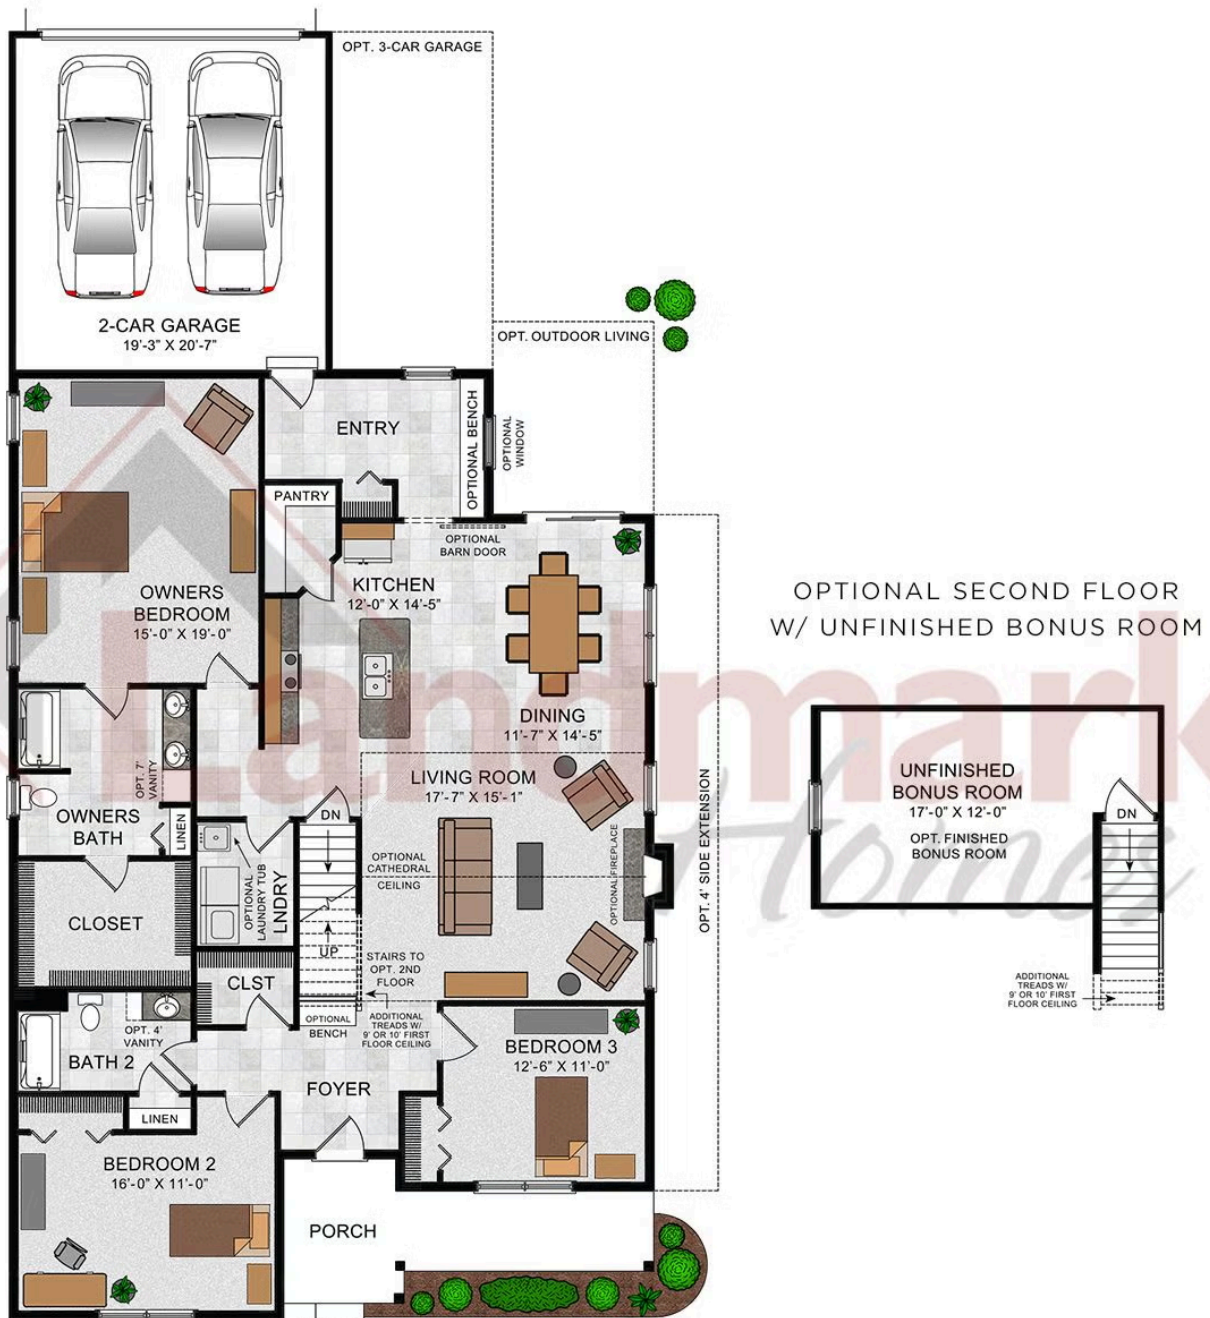 OPT. 3-CAR GARAGE
2-CAR GARAGE
19'-3" X 20'-7"
OPT. OUTDOOR LIVING
ENTRY
OPTIONAL BENCH
OPTIONAL
WINDOW
PANTRY
OPTIONAL
BARN DOOR
KITCHEN
12'-0" X 14'-5"
OWNERS
BEDROOM
15'-0" X 19'-0"
DINING
11'-7" X 14'-5"
OPT. 7'
VANITY
OWNERS
BATH
LINEN
LIVING ROOM
17'-7" X 15'-1"
DN
OPTIONAL
CATHEDRAL
CEILING
OPTIONAL FIREPLACE
OPT. 4' SIDE EXTENSION
OPTIONAL
LAUNDRY TUB
LNDRY
CLOSET
UP
STAIRS TO
OPT. 2ND
FLOOR
CLST
OPTIONAL
BENCH
ADDITIONAL
TREADS W/
9' OR 10' FIRST
FLOOR CEILING
OPT. 4'
VANITY
BATH 2
BEDROOM 3
12'-6" X 11'-0"
FOYER
LINEN
BEDROOM 2
16'-0" X 11'-0"
PORCH
OPTIONAL SECOND FLOOR
W/ UNFINISHED BONUS ROOM
UNFINISHED
BONUS ROOM
17'-0" X 12'-0"
OPT. FINISHED
BONUS ROOM
DN
ADDITIONAL
TREADS W/
9' OR 10' FIRST
FLOOR CEILING
Landmark
Homes